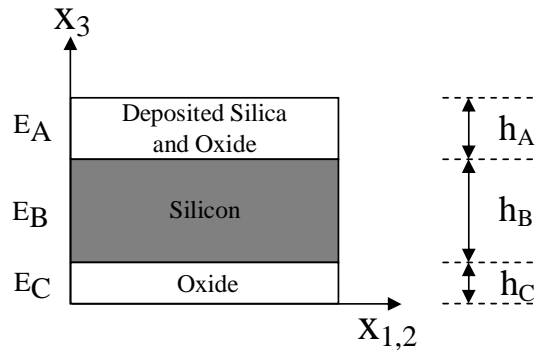 x3
EA
Deposited Silica
and Oxide
hA
EB
Silicon
hB
EC
Oxide
hC
x1,2